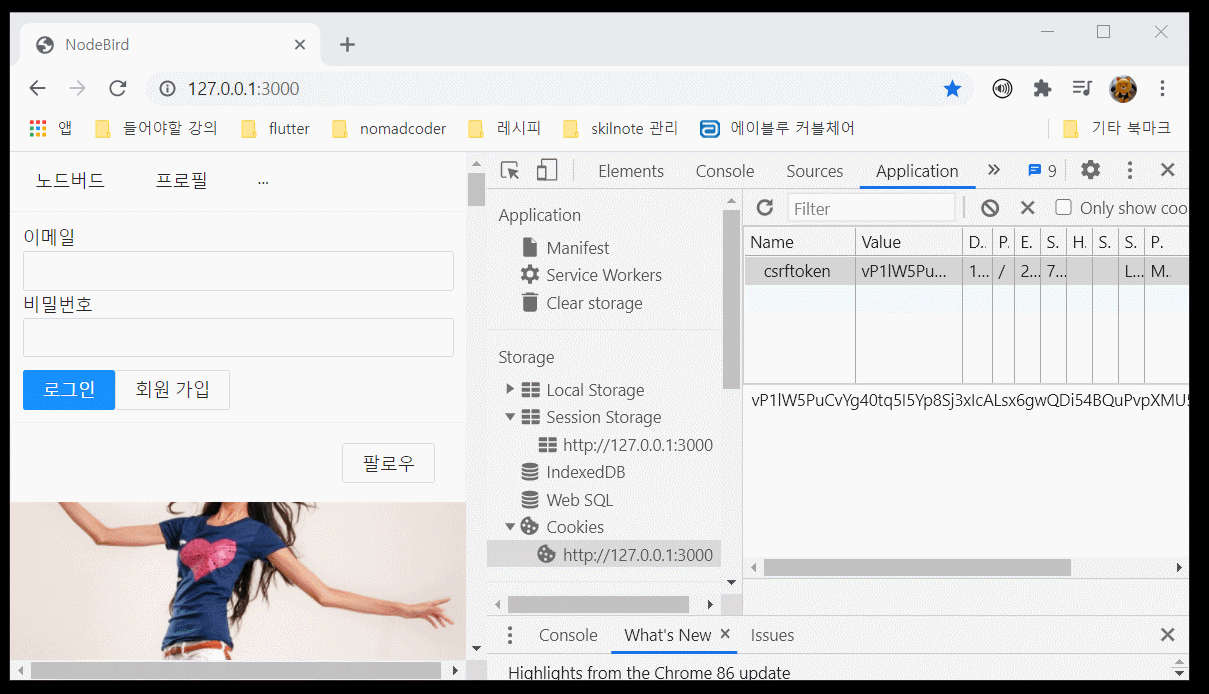 NodeBird
127.0.0.1:3000
앱 들어야할 강의 flutter nomadcoder 레시피 skilnote 관리 에이블루 커블체어 기타 북마크
노드버드 프로필 ...
이메일
비밀번호
로그인 회원 가입
팔로우
Elements Console Sources Application 9
Application
Manifest
Service Workers
Clear storage
Storage
Local Storage
Session Storage
http://127.0.0.1:3000
IndexedDB
Web SQL
Cookies
http://127.0.0.1:3000
Filter Only show coo
Name Value D. P. E. S. H. S. S. P.
csrftoken vP1lW5Pu... 1... / 2... 7... L... M.
Console What's New Issues
Highlights from the Chrome 86 update